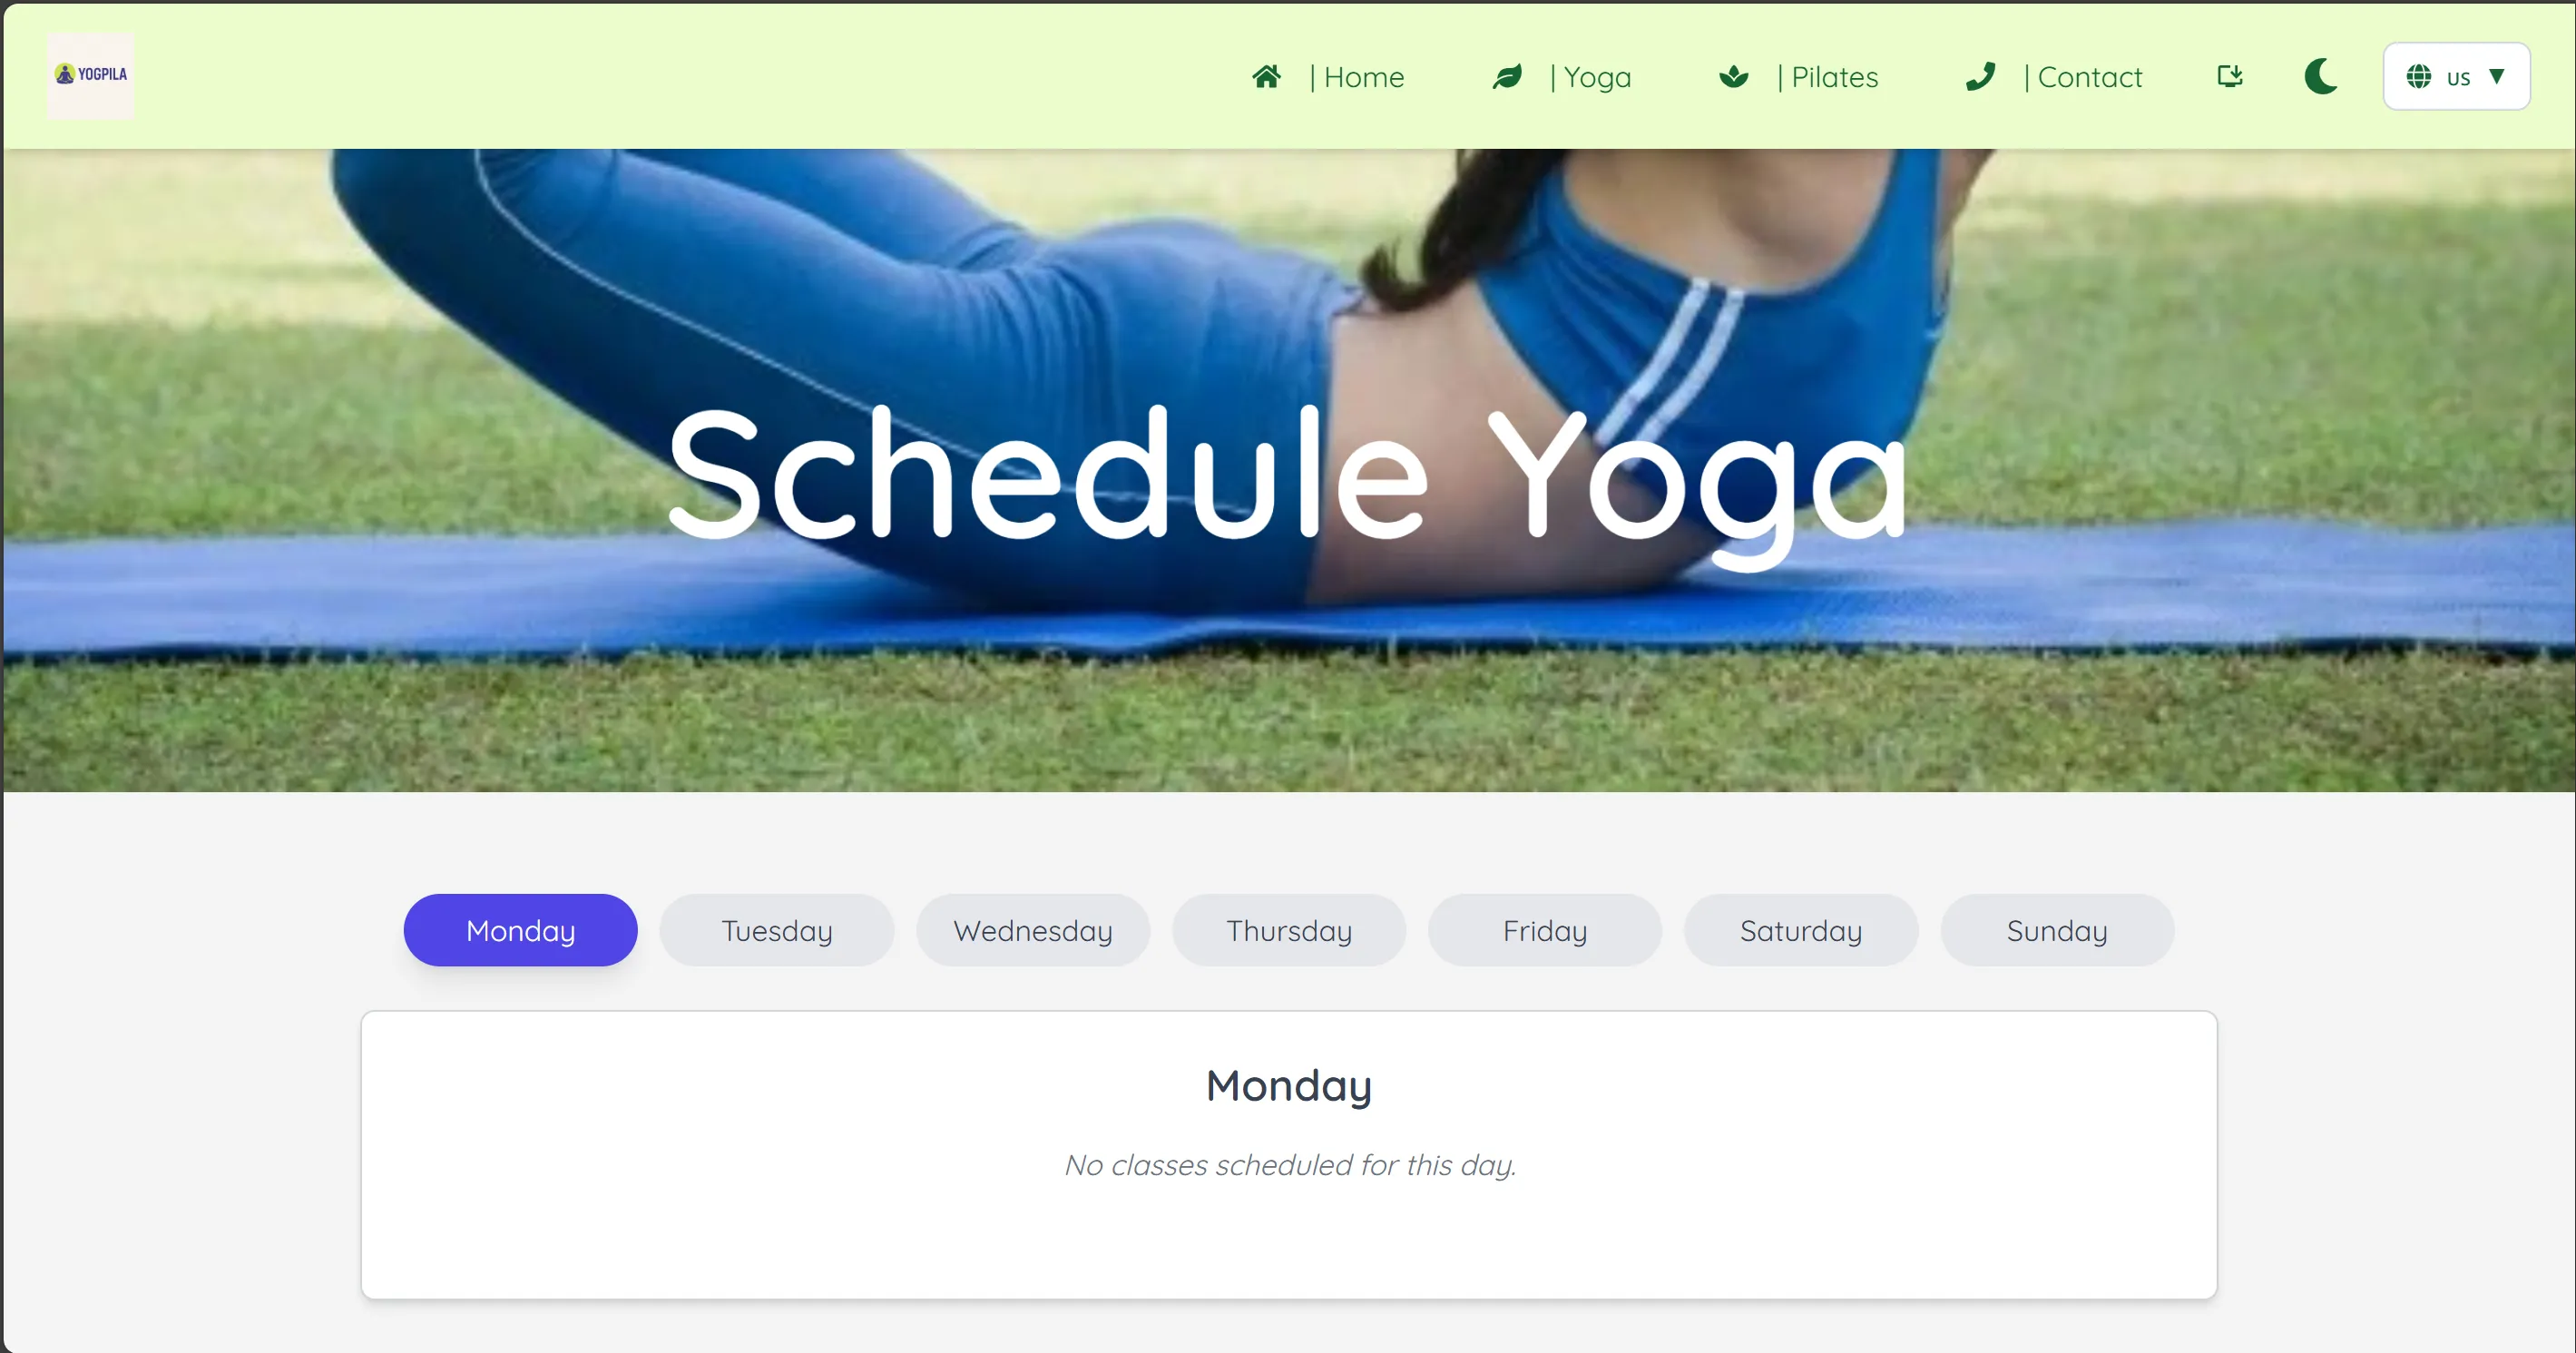 YOGPILA
| Home | Yoga | Pilates | Contact us ▼
Schedule Yoga
Monday Tuesday Wednesday Thursday Friday Saturday Sunday
Monday
No classes scheduled for this day.